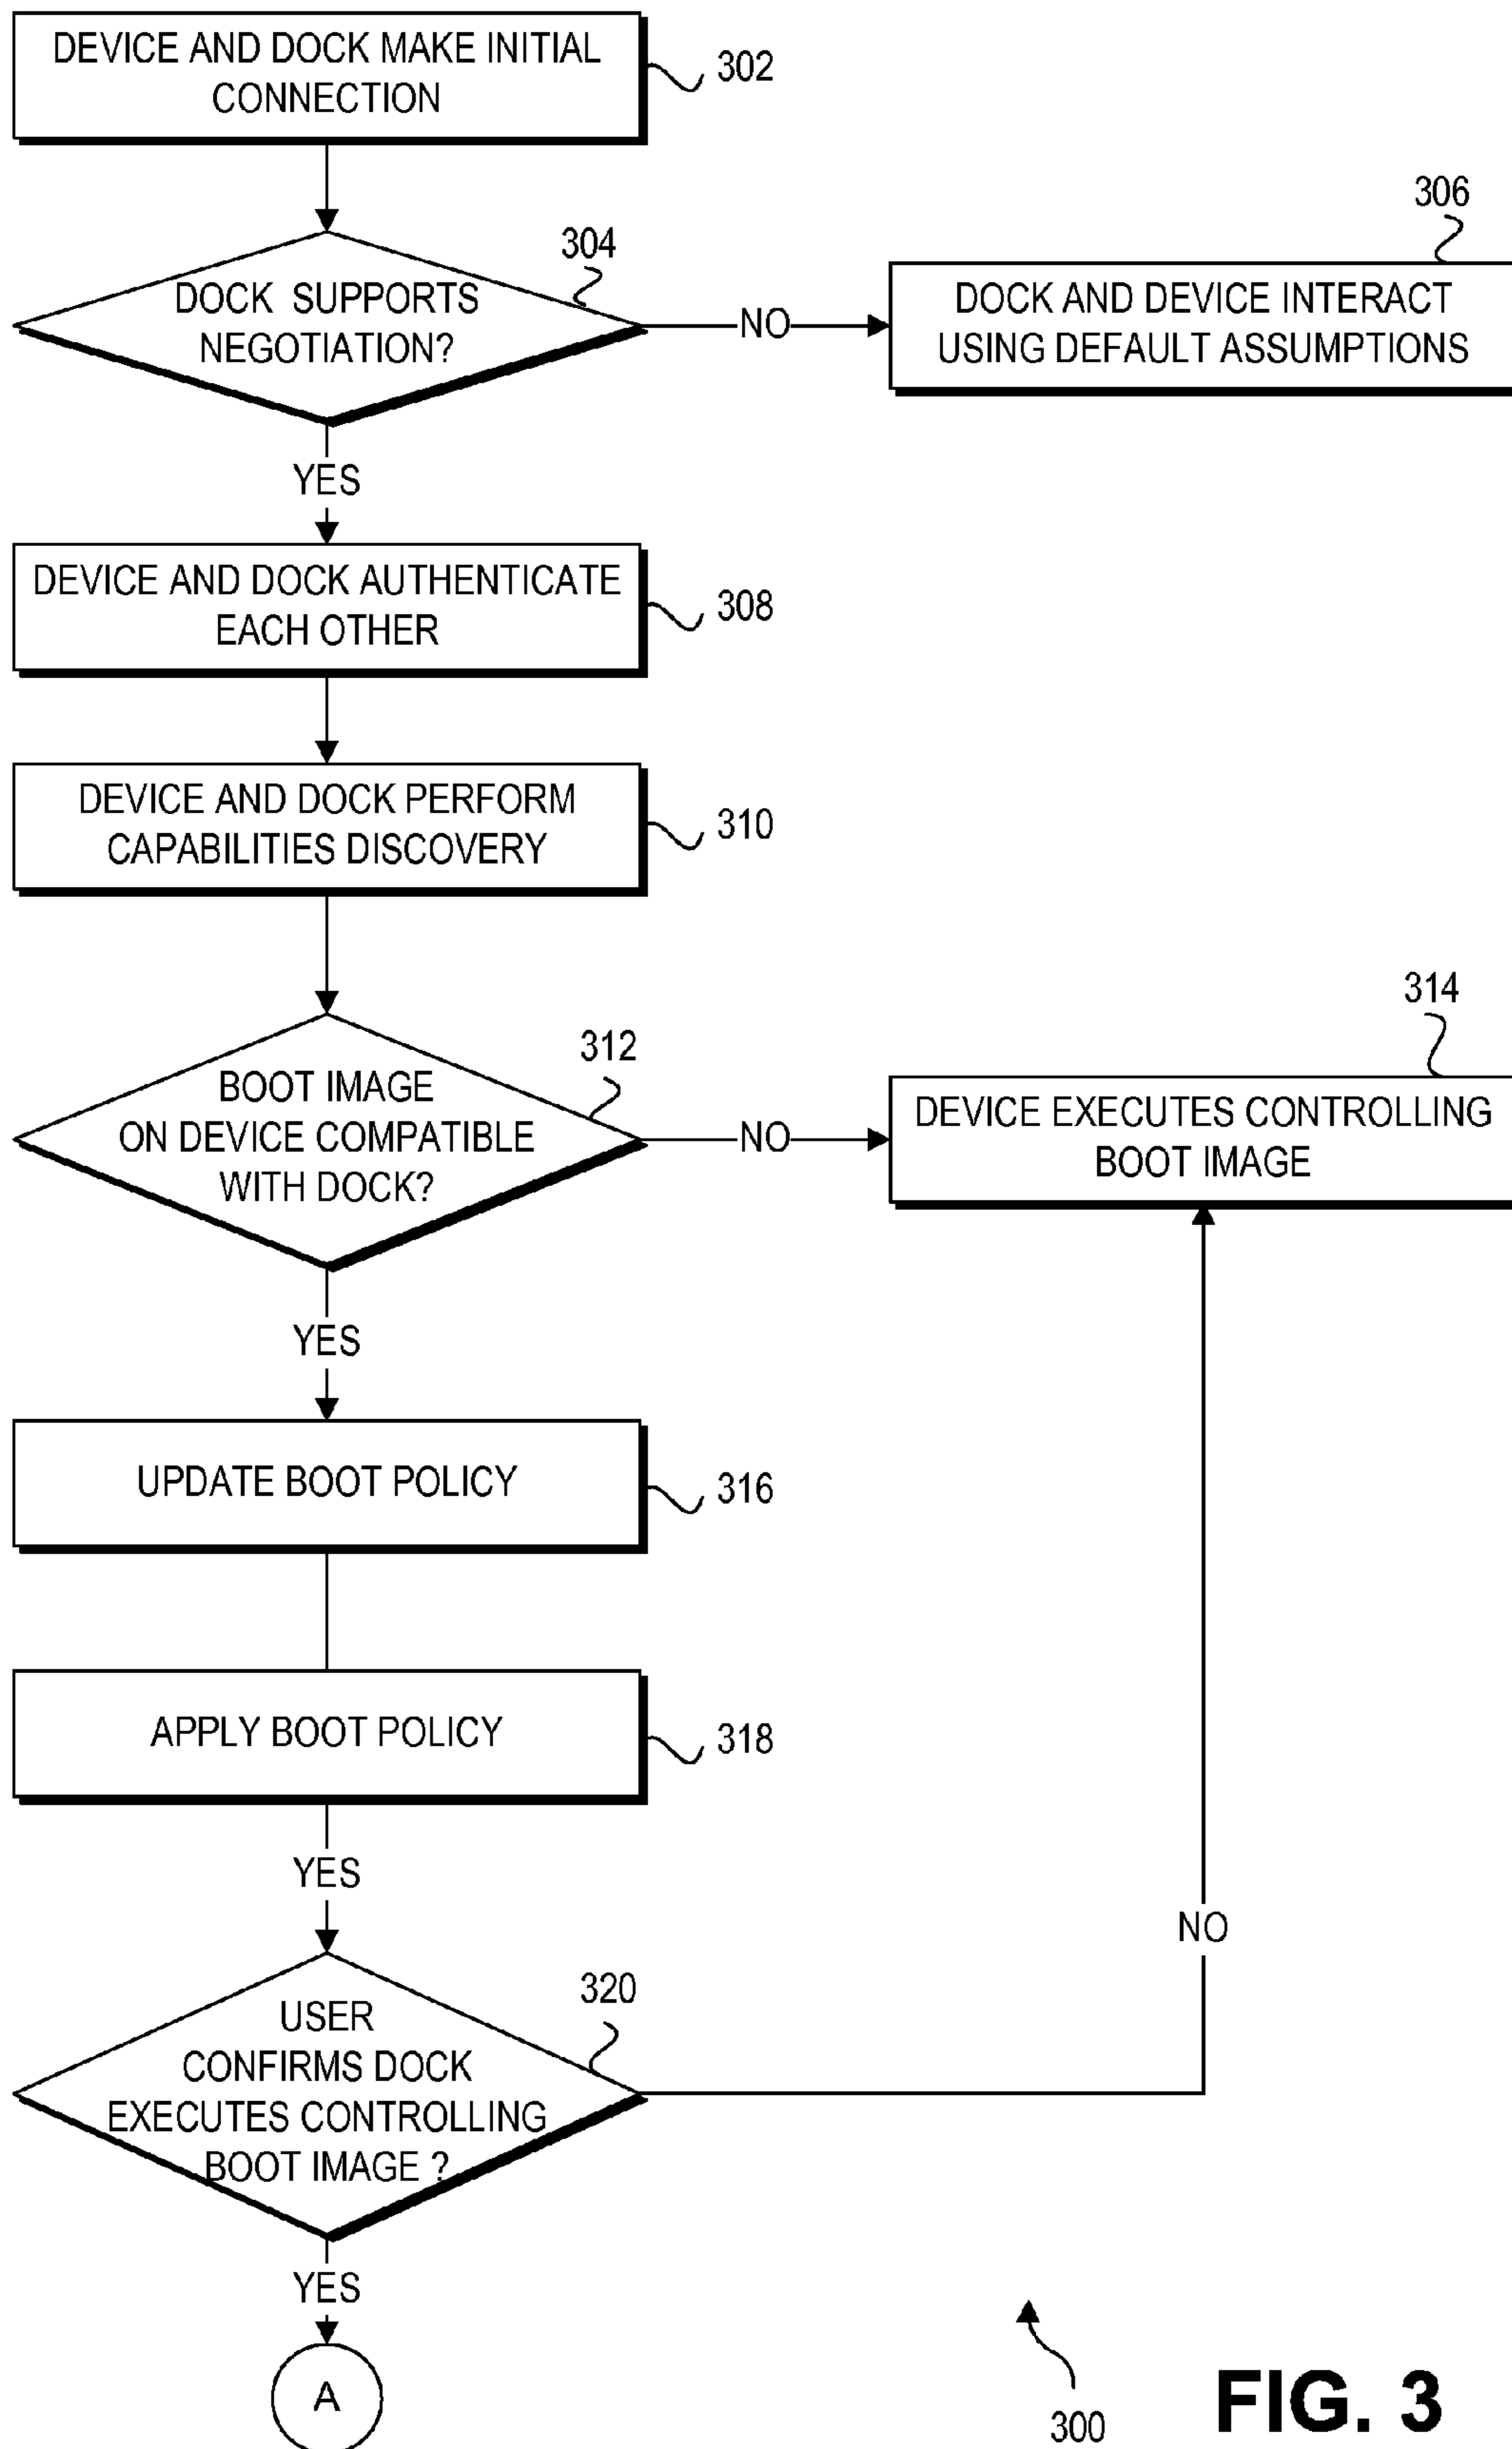 DEVICE AND DOCK MAKE INITIAL
CONNECTION
302
304
DOCK SUPPORTS
NEGOTIATION?
NO
306
DOCK AND DEVICE INTERACT
USING DEFAULT ASSUMPTIONS
YES
DEVICE AND DOCK AUTHENTICATE
EACH OTHER
308
DEVICE AND DOCK PERFORM
CAPABILITIES DISCOVERY
310
312
BOOT IMAGE
ON DEVICE COMPATIBLE
WITH DOCK?
NO
314
DEVICE EXECUTES CONTROLLING
BOOT IMAGE
YES
UPDATE BOOT POLICY
316
APPLY BOOT POLICY
318
YES
NO
320
USER
CONFIRMS DOCK
EXECUTES CONTROLLING
BOOT IMAGE ?
YES
A
300
FIG. 3